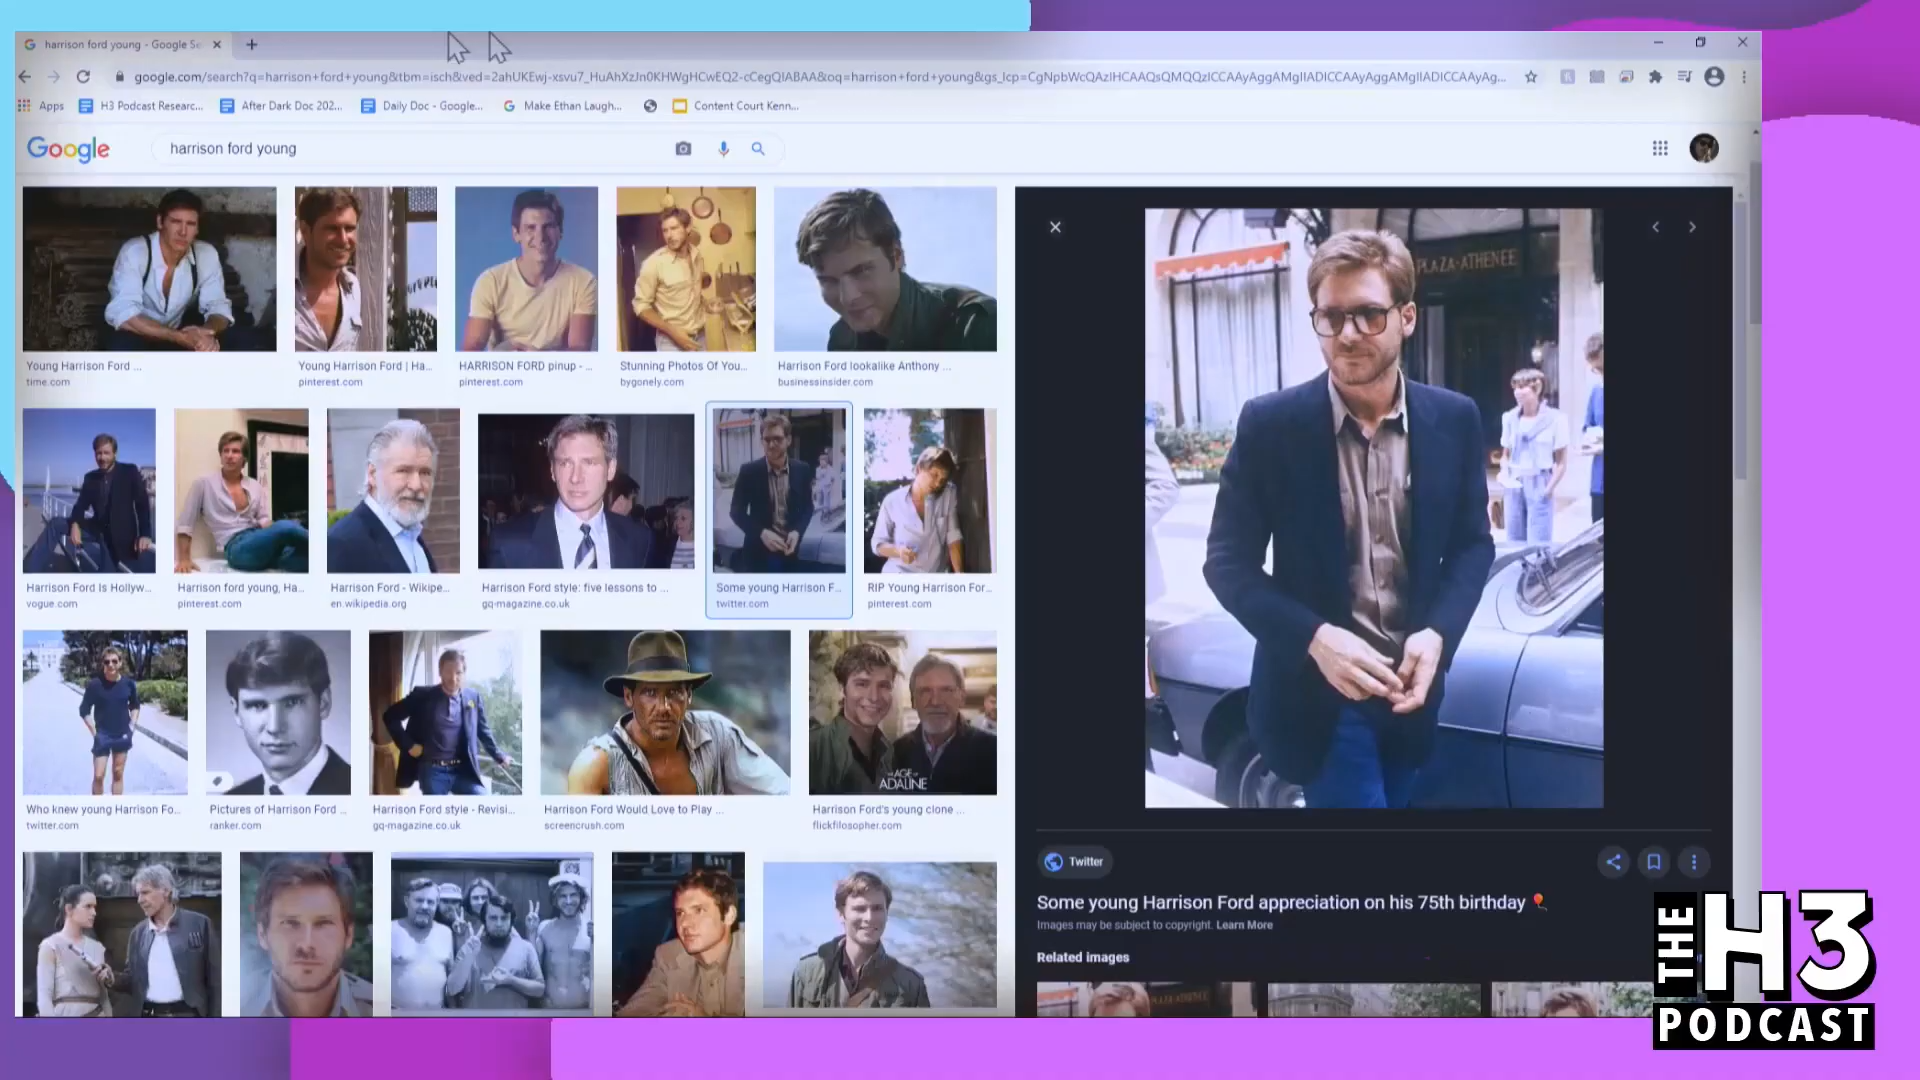 harrison ford young - Google Se
google.com/search?q=harrison+ford+young&tbm=isch&ved=2ahUKEwj-xsvu7_HuAhXzJn0KHWgHCwEQ2-cCegQIABAA&oq=harrison+ford+young&gs_lcp=CgNpbWcQAzIHCAAQsQMQQzICCAAyAggAMgIIADICCAAyAggAMgIIADICCAAyAg...
Apps
H3 Podcast Researc...
After Dark Doc 202...
Daily Doc - Google...
Make Ethan Laugh...
Content Court Kenn...
Google
harrison ford young
PLAZA-ATHENEE
Young Harrison Ford ...
time.com
Young Harrison Ford | Ha...
pinterest.com
HARRISON FORD pinup - ...
pinterest.com
Stunning Photos Of You...
bygonely.com
Harrison Ford lookalike Anthony ...
businessinsider.com
Harrison Ford Is Hollyw...
vogue.com
Harrison ford young, Ha...
pinterest.com
Harrison Ford - Wikipe...
en.wikipedia.org
Harrison Ford style: five lessons to ...
gq-magazine.co.uk
Some young Harrison F...
twitter.com
RIP Young Harrison For...
pinterest.com
AGE of
ADALINE
Who knew young Harrison Fo...
twitter.com
Pictures of Harrison Ford ...
ranker.com
Harrison Ford style - Revisi...
gq-magazine.co.uk
Harrison Ford Would Love to Play ...
screencrush.com
Harrison Ford's young clone ...
flickfilosopher.com
Twitter
Some young Harrison Ford appreciation on his 75th birthday
Images may be subject to copyright. Learn More
Related images
THE
H3
PODCAST